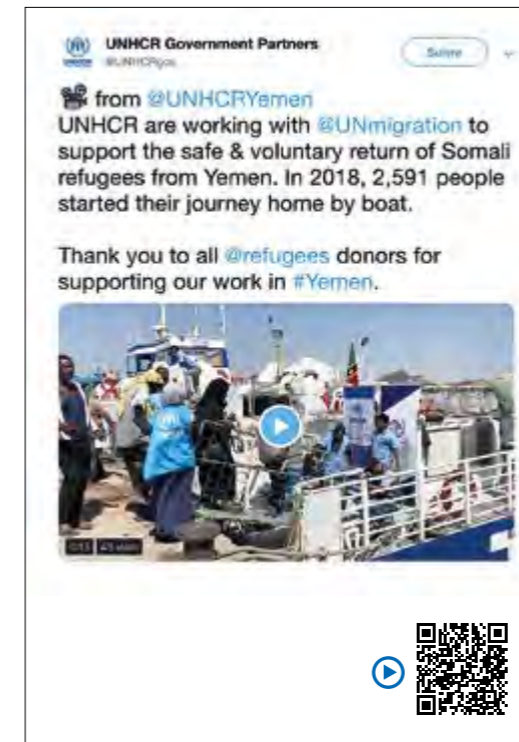 UNHCR Government Partners
Suivre
from @UNHCRYemen
UNHCR are working with @UNmigration to
support the safe & voluntary return of Somali
refugees from Yemen. In 2018, 2,591 people
started their journey home by boat.
Thank you to all @refugees donors for
supporting our work in #Yemen.